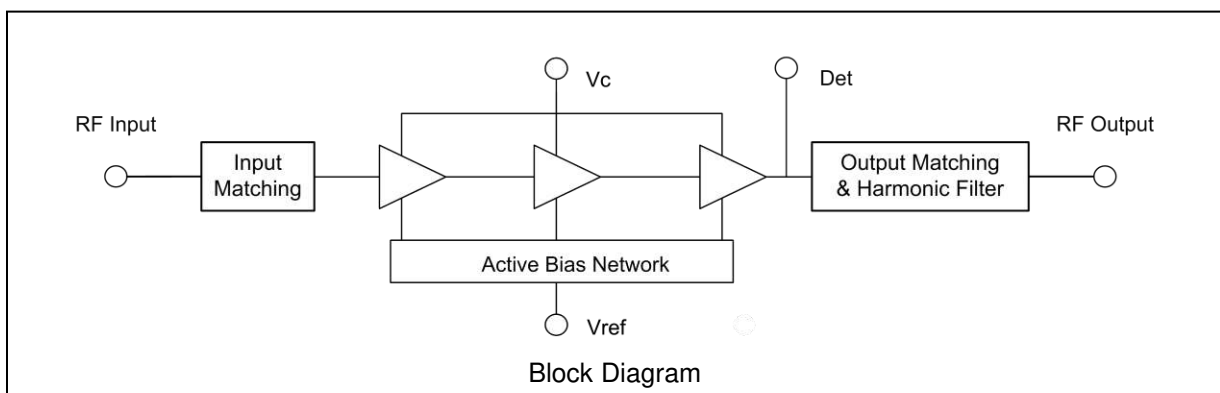 Vc
Det
RF Input
RF Output
Input
Matching
Output Matching
& Harmonic Filter
Active Bias Network
Vref
Block Diagram